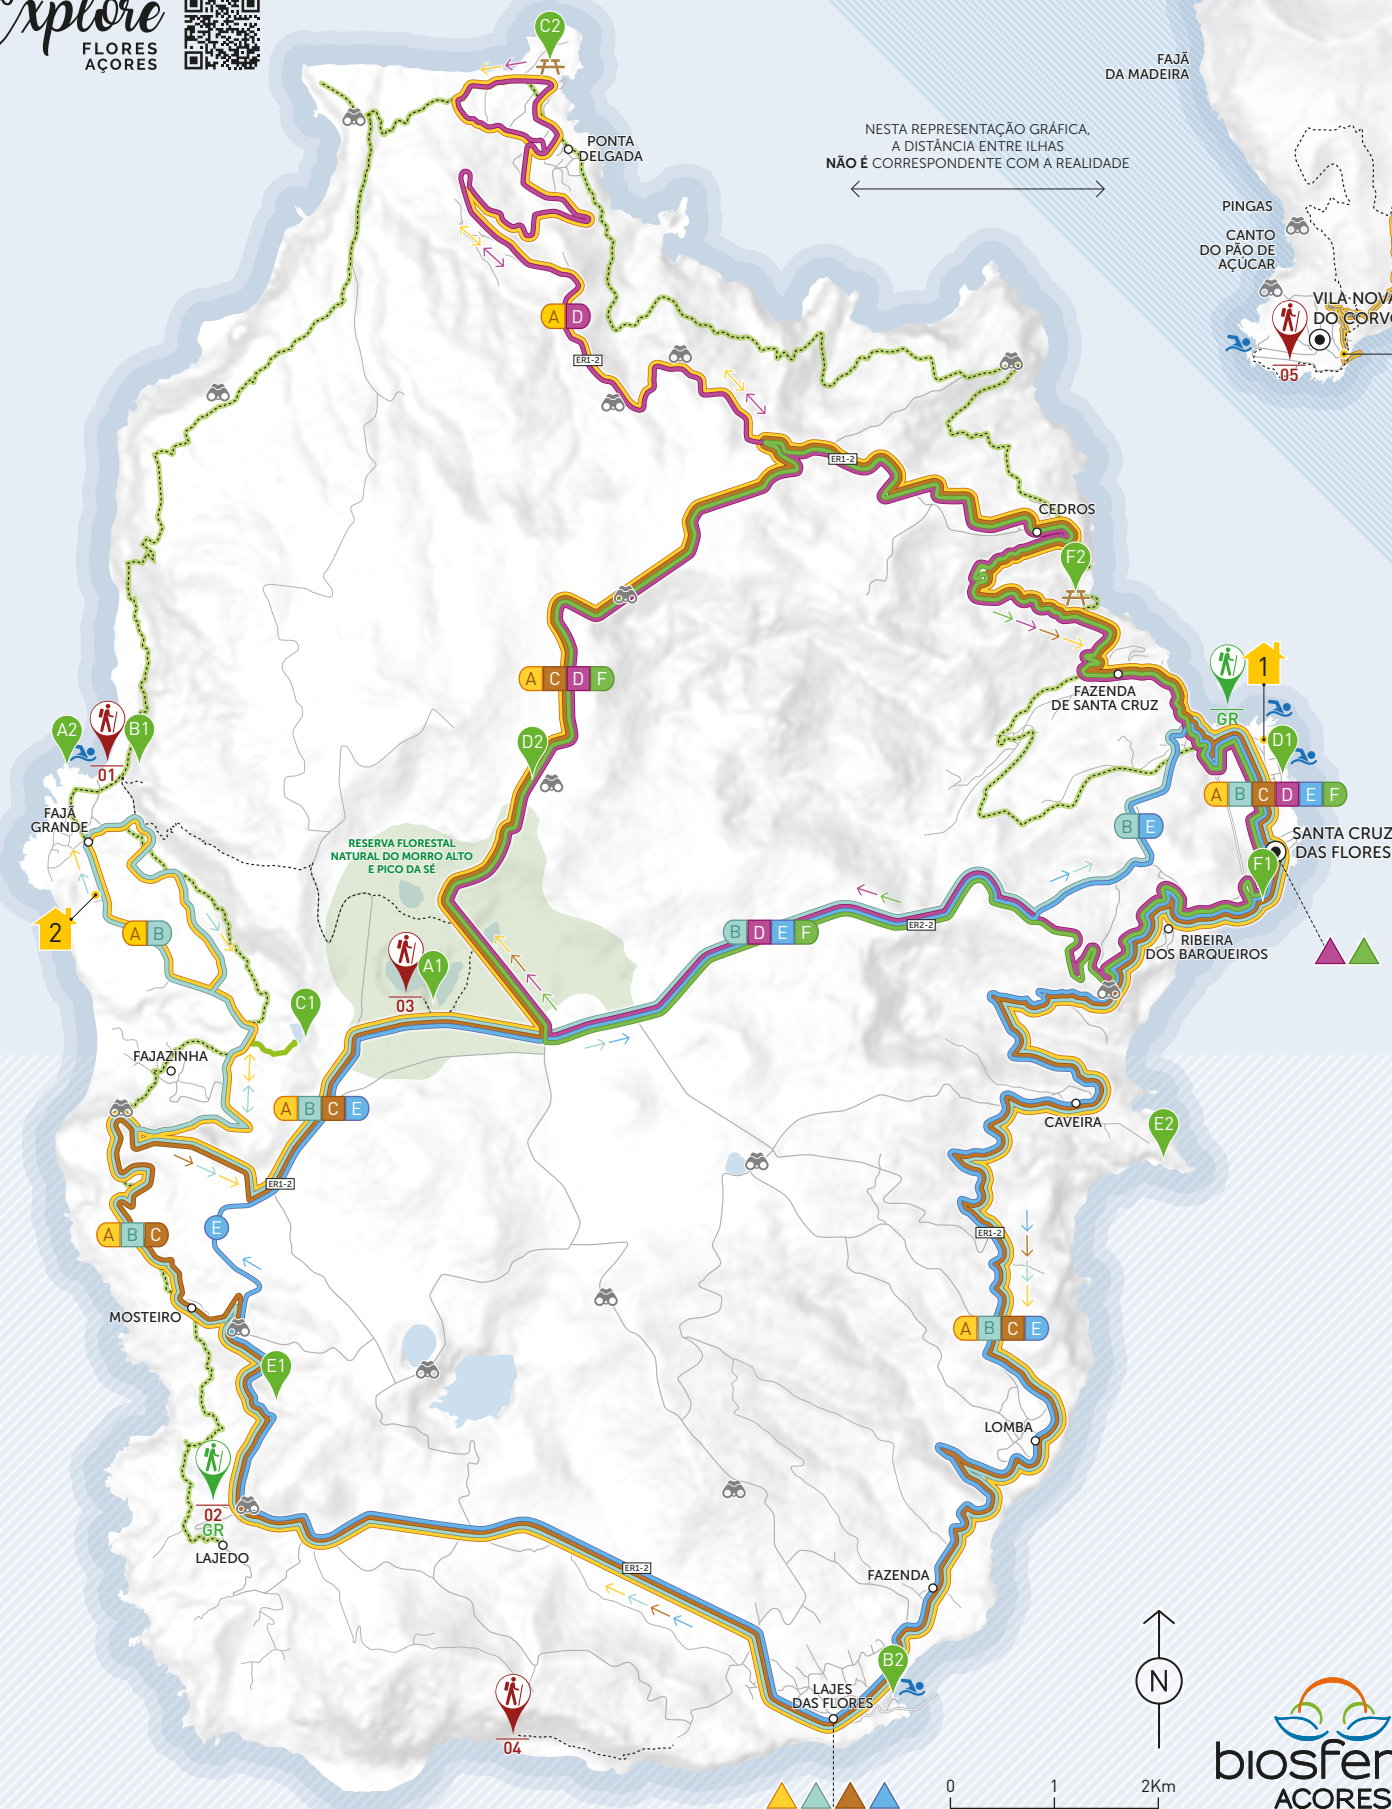 Xplore
FLORES
AÇORES
C2
FAJÃ
DA MADEIRA
NESTA REPRESENTAÇÃO GRÁFICA,
A DISTÂNCIA ENTRE ILHAS
NÃO É CORRESPONDENTE COM A REALIDADE
PONTA
DELGADA
PINGAS
CANTO
DO PÃO DE
AÇÚCAR
VILA NOVA
DO CORVO
05
A D
ER1-2
ER1-2
CEDROS
F2
A C D F
FAZENDA
DE SANTA CRUZ
1
GR
D1
A2
B1
01
D2
A B C D E F
FAJÃ
GRANDE
B E
SANTA CRUZ
DAS FLORES
RESERVA FLORESTAL
NATURAL DO MORRO ALTO
E PICO DA SÉ
F1
2
A B
B D E F
ER2-2
RIBEIRA
DOS BARQUEIROS
A1
03
C1
FAJAZINHA
A B C E
CAVEIRA
E2
ER1-2
E
A B C
ER1-2
MOSTEIRO
A B C E
E1
LOMBA
02
GR
LAJEDO
ER1-2
FAZENDA
B2
LAJES
DAS FLORES
N
04
0 1 2Km
biosfer
AÇORES